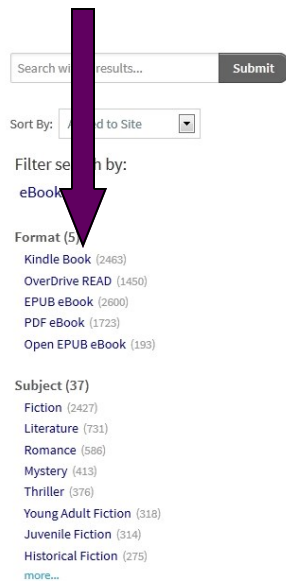 Search wi results...
Submit
Sort By: A ed to Site
Filter se h by:
eBook
Format (5)
Kindle Book (2463)
OverDrive READ (1450)
EPUB eBook (2600)
PDF eBook (1723)
Open EPUB eBook (193)
Subject (37)
Fiction (2427)
Literature (731)
Romance (586)
Mystery (413)
Thriller (376)
Young Adult Fiction (318)
Juvenile Fiction (314)
Historical Fiction (275)
more...